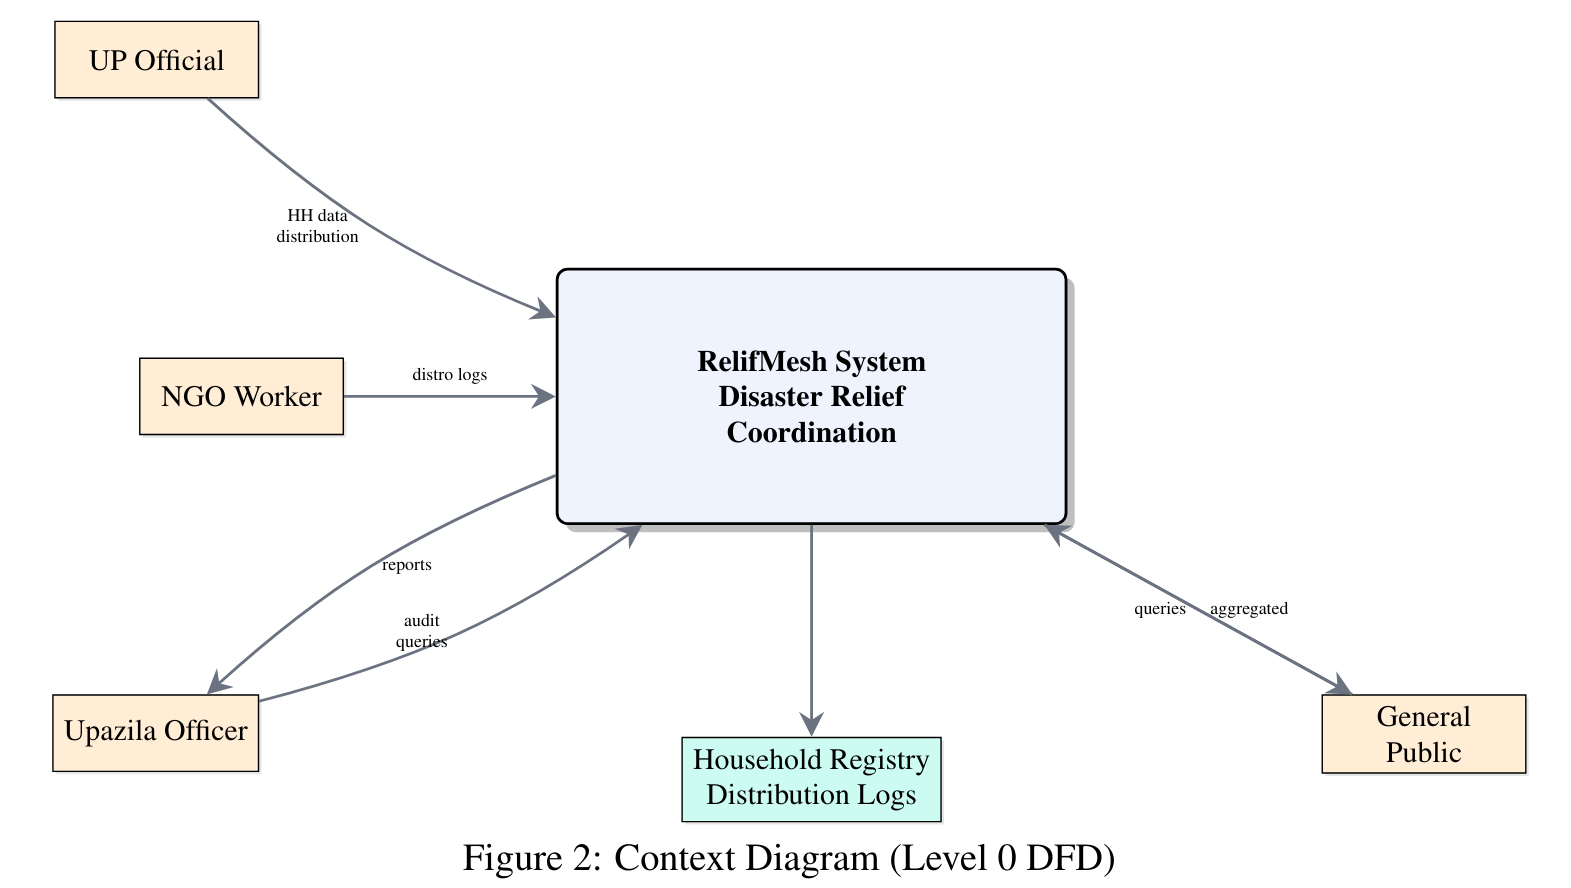 UP Official
HH data
distribution
RelifMesh System
Disaster Relief
Coordination
NGO Worker
distro logs
reports
audit
queries
queries
aggregated
Upazila Officer
General
Public
Household Registry
Distribution Logs
Figure 2: Context Diagram (Level 0 DFD)